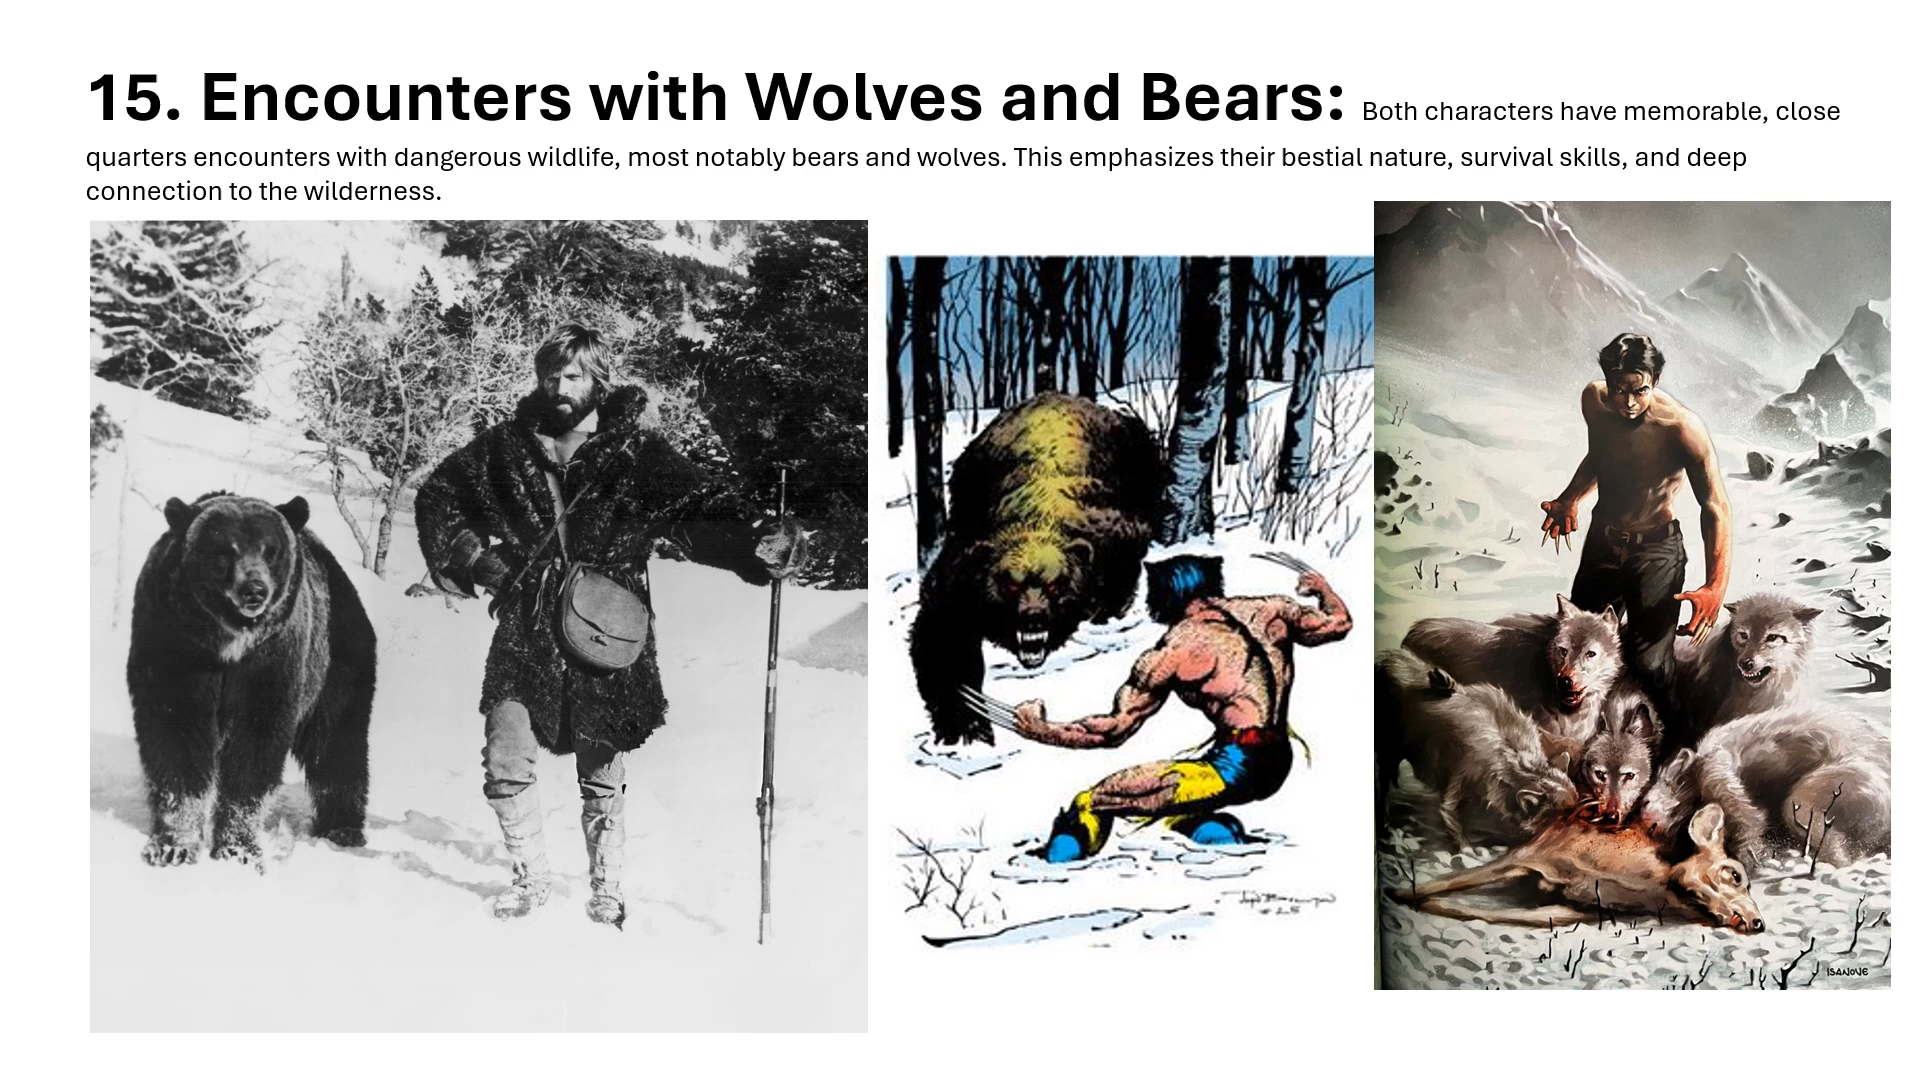 15. Encounters with Wolves and Bears: Both characters have memorable, close
quarters encounters with dangerous wildlife, most notably bears and wolves. This emphasizes their bestial nature, survival skills, and deep
connection to the wilderness.
ISANOVE